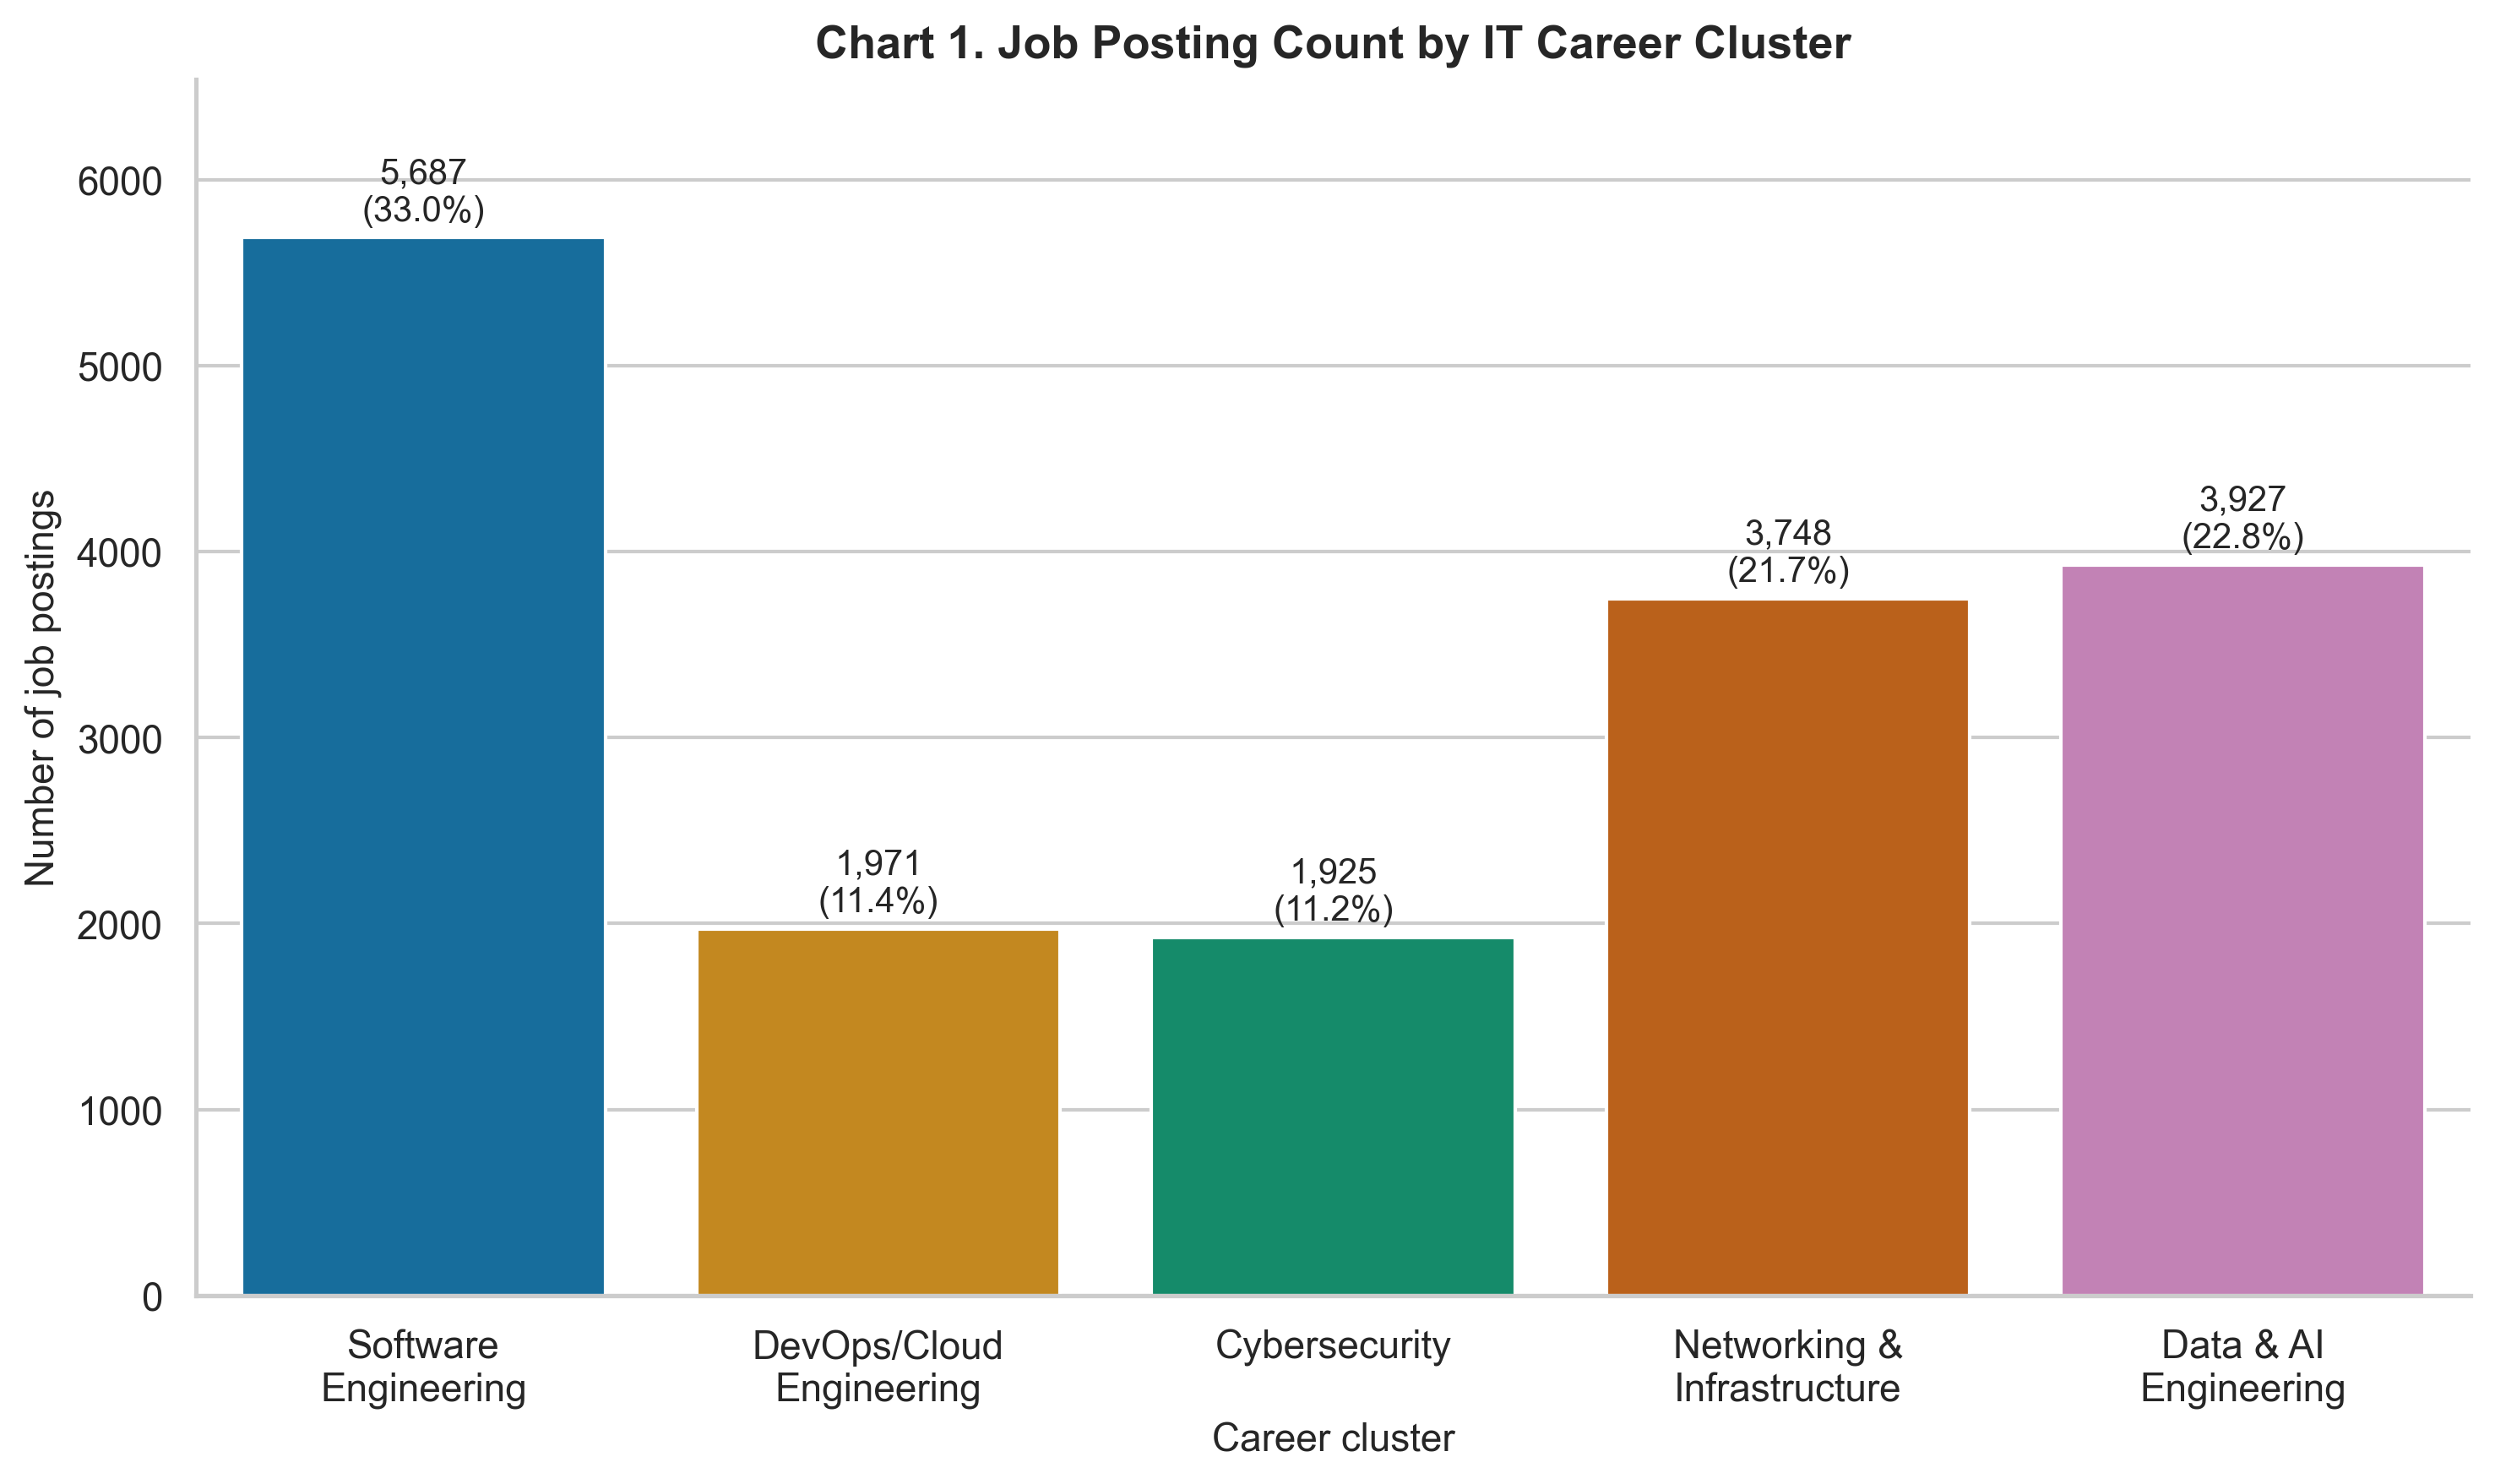 Chart 1. Job Posting Count by IT Career Cluster
Number of job postings
6000
5000
4000
3000
2000
1000
0
5,687
(33.0%)
1,971
(11.4%)
1,925
(11.2%)
3,748
(21.7%)
3,927
(22.8%)
Software
Engineering
DevOps/Cloud
Engineering
Cybersecurity
Networking &
Infrastructure
Data & AI
Engineering
Career cluster